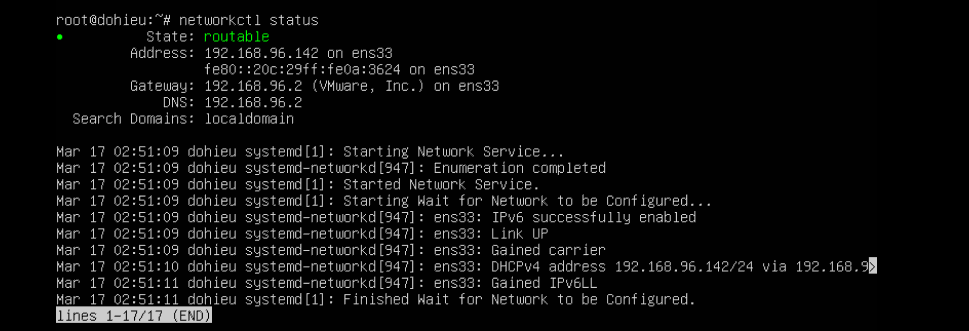 root@dohieu:~# networkctl status
●        State: routable
       Address: 192.168.96.142 on ens33
                fe80::20c:29ff:fe0a:3624 on ens33
       Gateway: 192.168.96.2 (VMware, Inc.) on ens33
           DNS: 192.168.96.2
Search Domains: localdomain
Mar 17 02:51:09 dohieu systemd[1]: Starting Network Service...
Mar 17 02:51:09 dohieu systemd-networkd[947]: Enumeration completed
Mar 17 02:51:09 dohieu systemd[1]: Started Network Service.
Mar 17 02:51:09 dohieu systemd[1]: Starting Wait for Network to be Configured...
Mar 17 02:51:09 dohieu systemd-networkd[947]: ens33: IPv6 successfully enabled
Mar 17 02:51:09 dohieu systemd-networkd[947]: ens33: Link UP
Mar 17 02:51:09 dohieu systemd-networkd[947]: ens33: Gained carrier
Mar 17 02:51:10 dohieu systemd-networkd[947]: ens33: DHCPv4 address 192.168.96.142/24 via 192.168.9>
Mar 17 02:51:11 dohieu systemd-networkd[947]: ens33: Gained IPv6LL
Mar 17 02:51:11 dohieu systemd[1]: Finished Wait for Network to be Configured.
lines 1-17/17 (END)